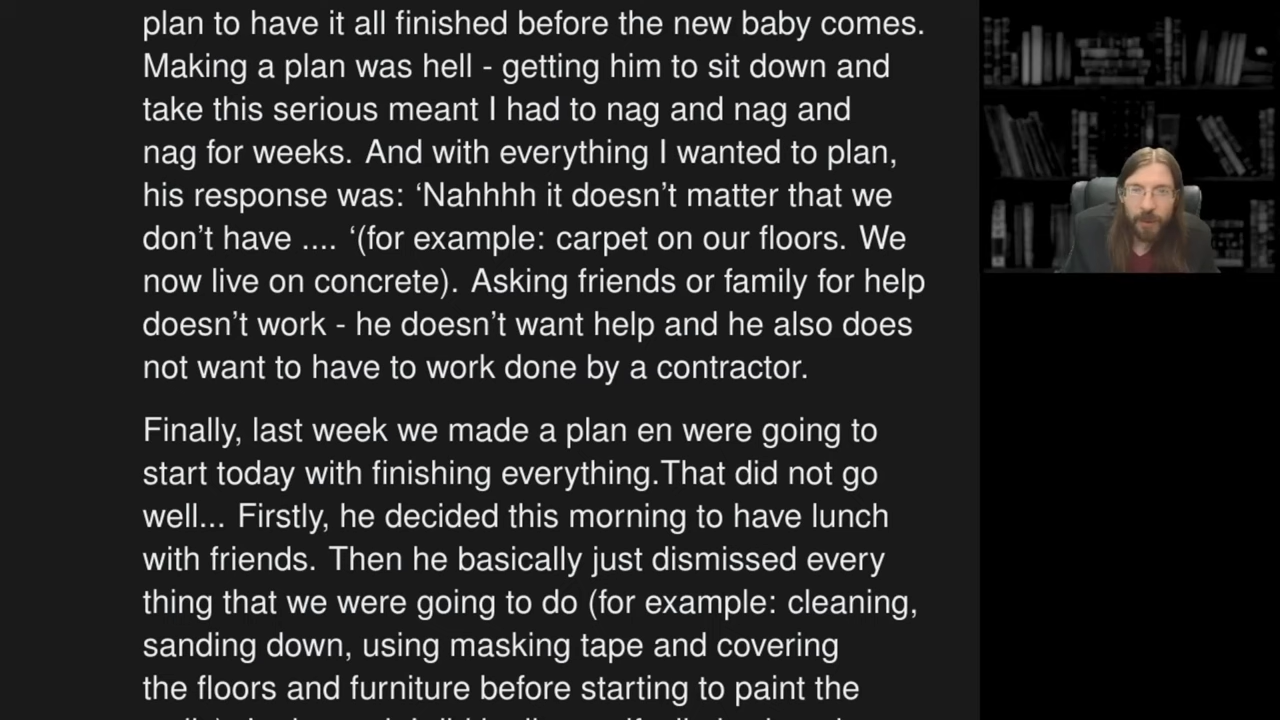 plan to have it all finished before the new baby comes.
Making a plan was hell - getting him to sit down and
take this serious meant I had to nag and nag and
nag for weeks. And with everything I wanted to plan,
his response was: ‘Nahhhh it doesn’t matter that we
don’t have .... ‘(for example: carpet on our floors. We
now live on concrete). Asking friends or family for help
doesn’t work - he doesn’t want help and he also does
not want to have to work done by a contractor.
Finally, last week we made a plan en were going to
start today with finishing everything.That did not go
well... Firstly, he decided this morning to have lunch
with friends. Then he basically just dismissed every
thing that we were going to do (for example: cleaning,
sanding down, using masking tape and covering
the floors and furniture before starting to paint the